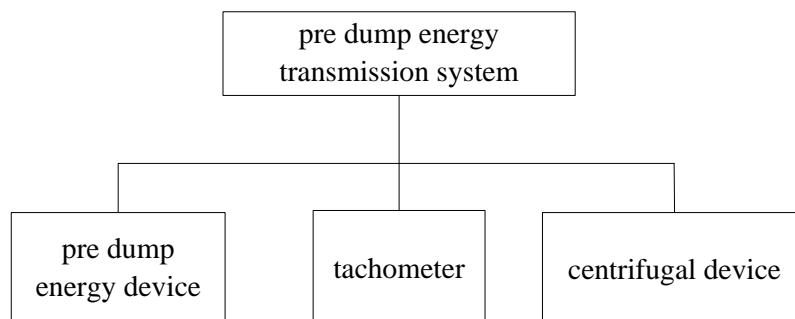 pre dump energy
transmission system
pre dump
energy device
tachometer
centrifugal device